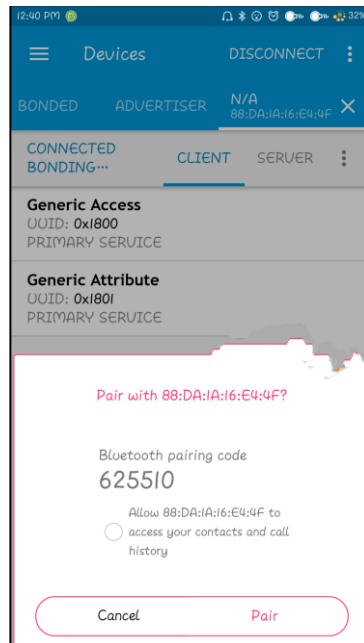 12:40 PM 32%
Devices DISCONNECT
BONDED ADVERTISER N/A
88:DA:1A:16:E4:4F
CONNECTED
BONDING... CLIENT SERVER
Generic Access
UUID: 0x1800
PRIMARY SERVICE
Generic Attribute
UUID: 0x1801
PRIMARY SERVICE
Pair with 88:DA:1A:16:E4:4F?
Bluetooth pairing code
625510
Allow 88:DA:1A:16:E4:4F to
access your contacts and call
history
Cancel Pair